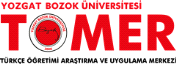 YOZGAT BOZOK ÜNİVERSİTESİ
TÖMER
TÜRKÇE ÖĞRETİMİ ARAŞTIRMA VE UYGULAMA MERKEZİ